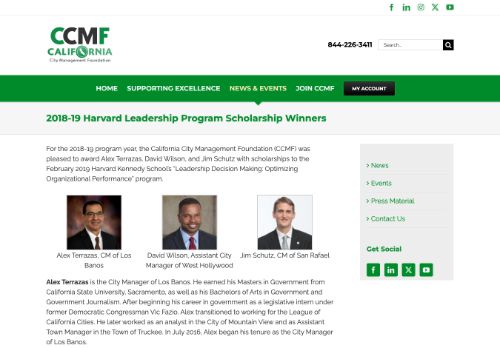 CCMF
CALIFORNIA
City Management Foundation
844-226-3411
Search...
HOME SUPPORTING EXCELLENCE NEWS & EVENTS JOIN CCMF MY ACCOUNT
2018-19 Harvard Leadership Program Scholarship Winners
For the 2018-19 program year, the California City Management Foundation (CCMF) was
pleased to award Alex Terrazas, David Wilson, and Jim Schutz with scholarships to the
February 2019 Harvard Kennedy School's "Leadership Decision Making: Optimizing
Organizational Performance" program.
Alex Terrazas, CM of Los
Banos
David Wilson, Assistant City
Manager of West Hollywood
Jim Schutz, CM of San Rafael
Alex Terrazas is the City Manager of Los Banos. He earned his Masters in Government from
California State University, Sacramento, as well as his Bachelors of Arts in Government and
Government Journalism. After beginning his career in government as a legislative intern under
former Democratic Congressman Vic Fazio, Alex transitioned to working for the League of
California Cities. He later worked as an analyst in the City of Mountain View and as Assistant
Town Manager in the Town of Truckee. In July 2016, Alex began his tenure as the City Manager
of Los Banos.
News
Events
Press Material
Contact Us
Get Social